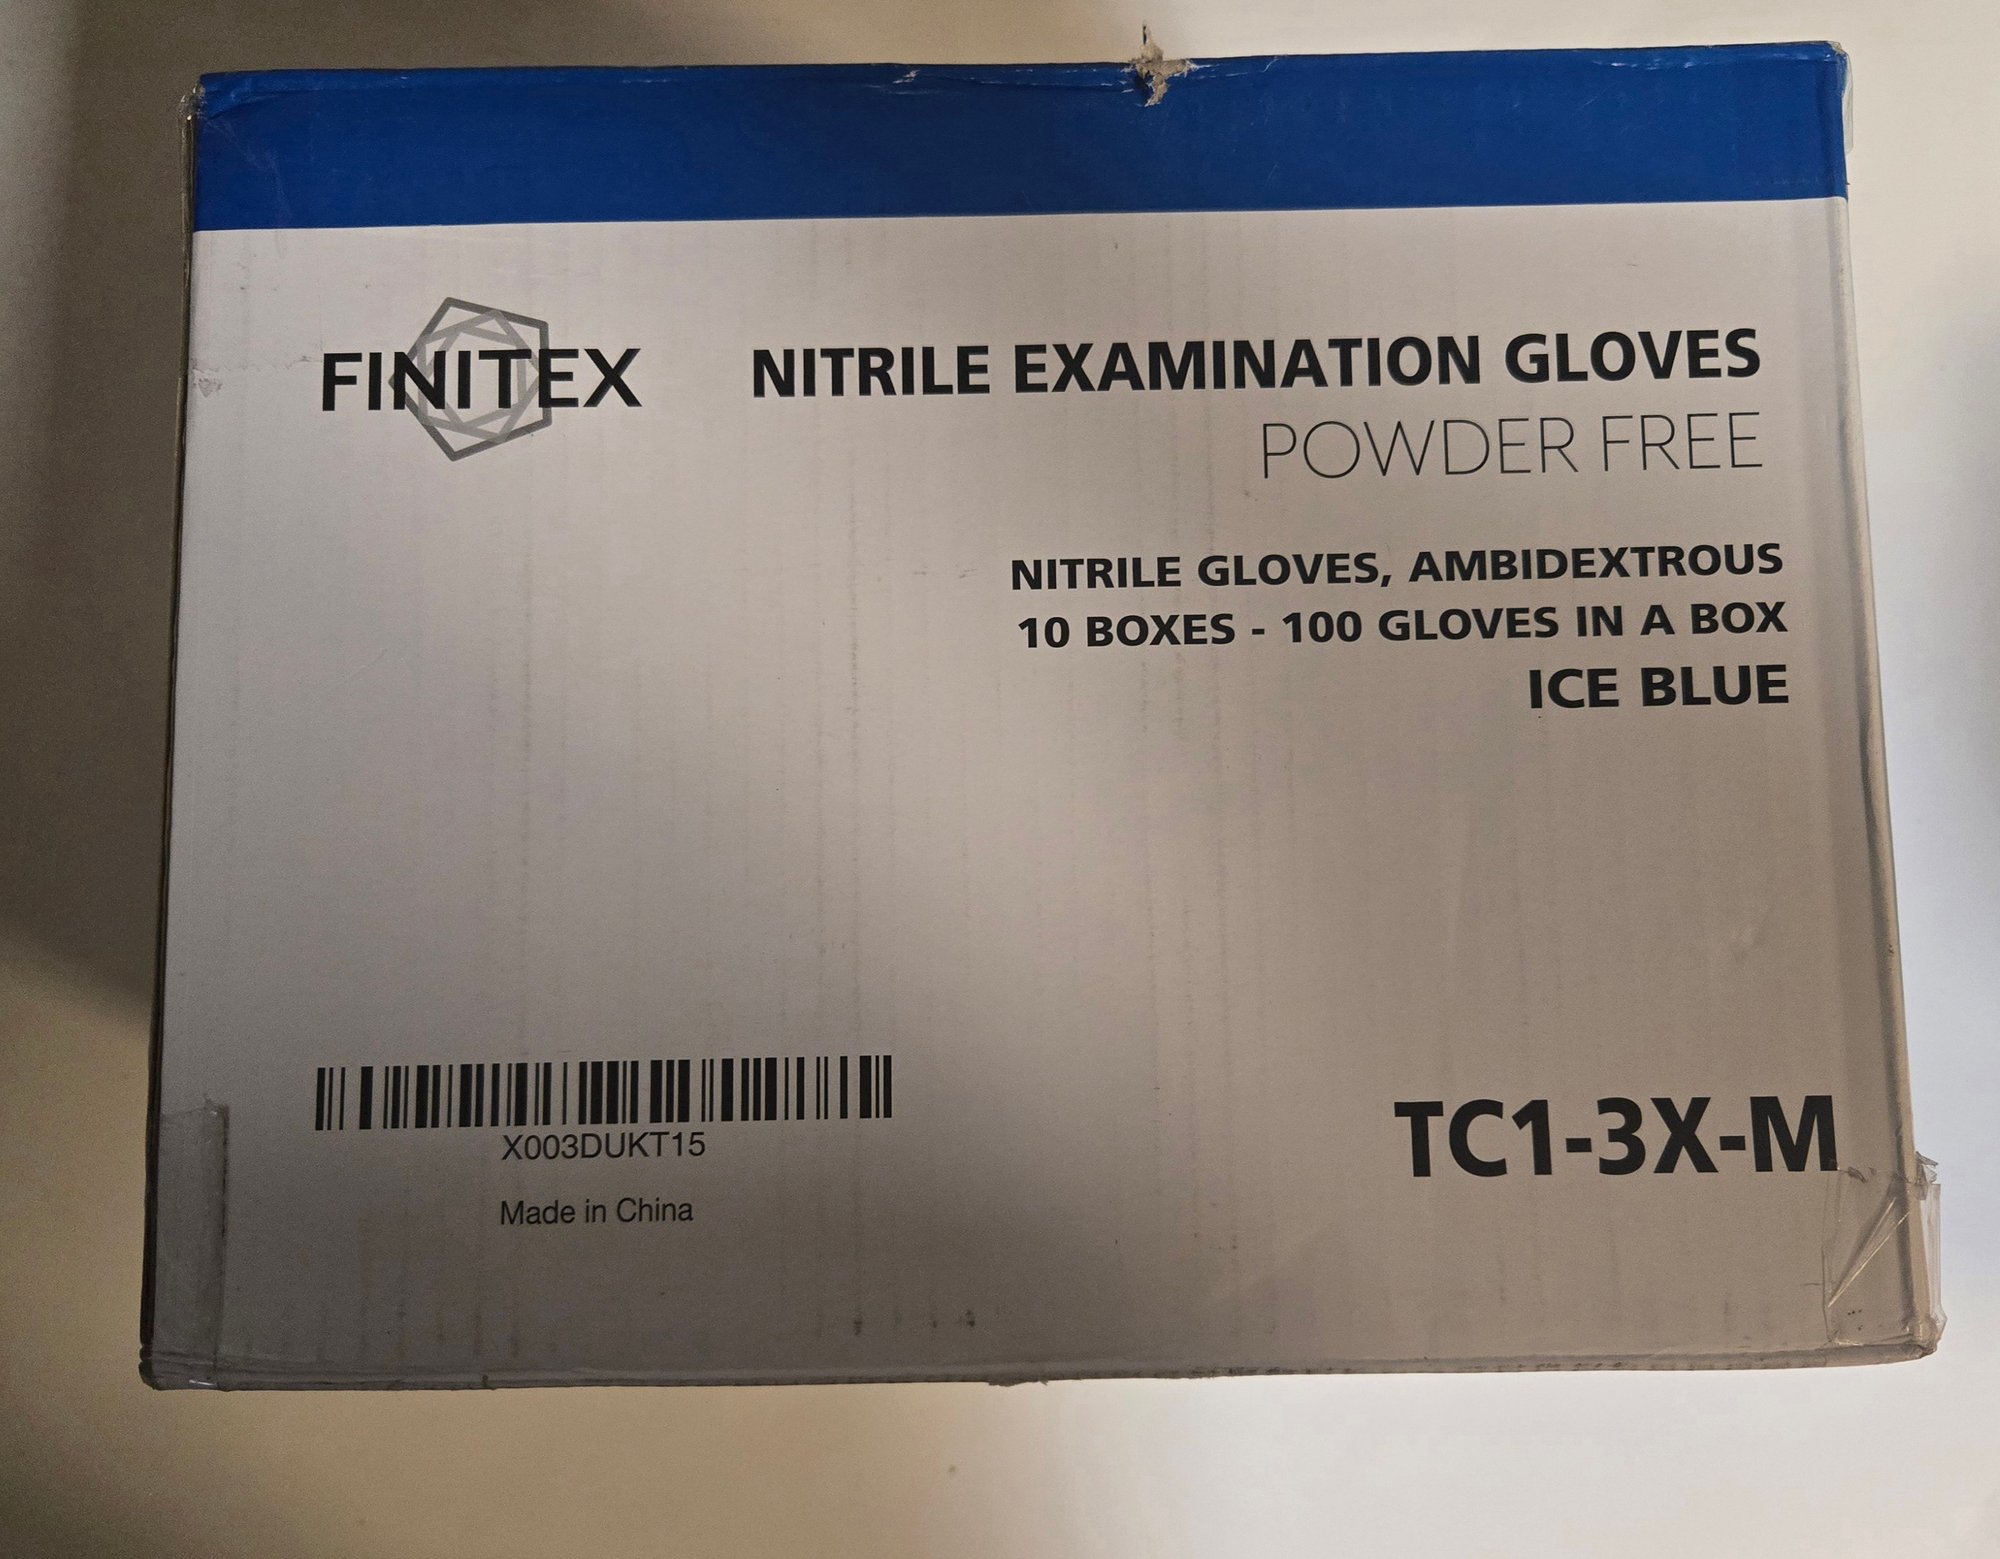 FINITEX
NITRILE EXAMINATION GLOVES
POWDER FREE
NITRILE GLOVES, AMBIDEXTROUS
10 BOXES - 100 GLOVES IN A BOX
ICE BLUE
X003DUKT15
Made in China
TC1-3X-M